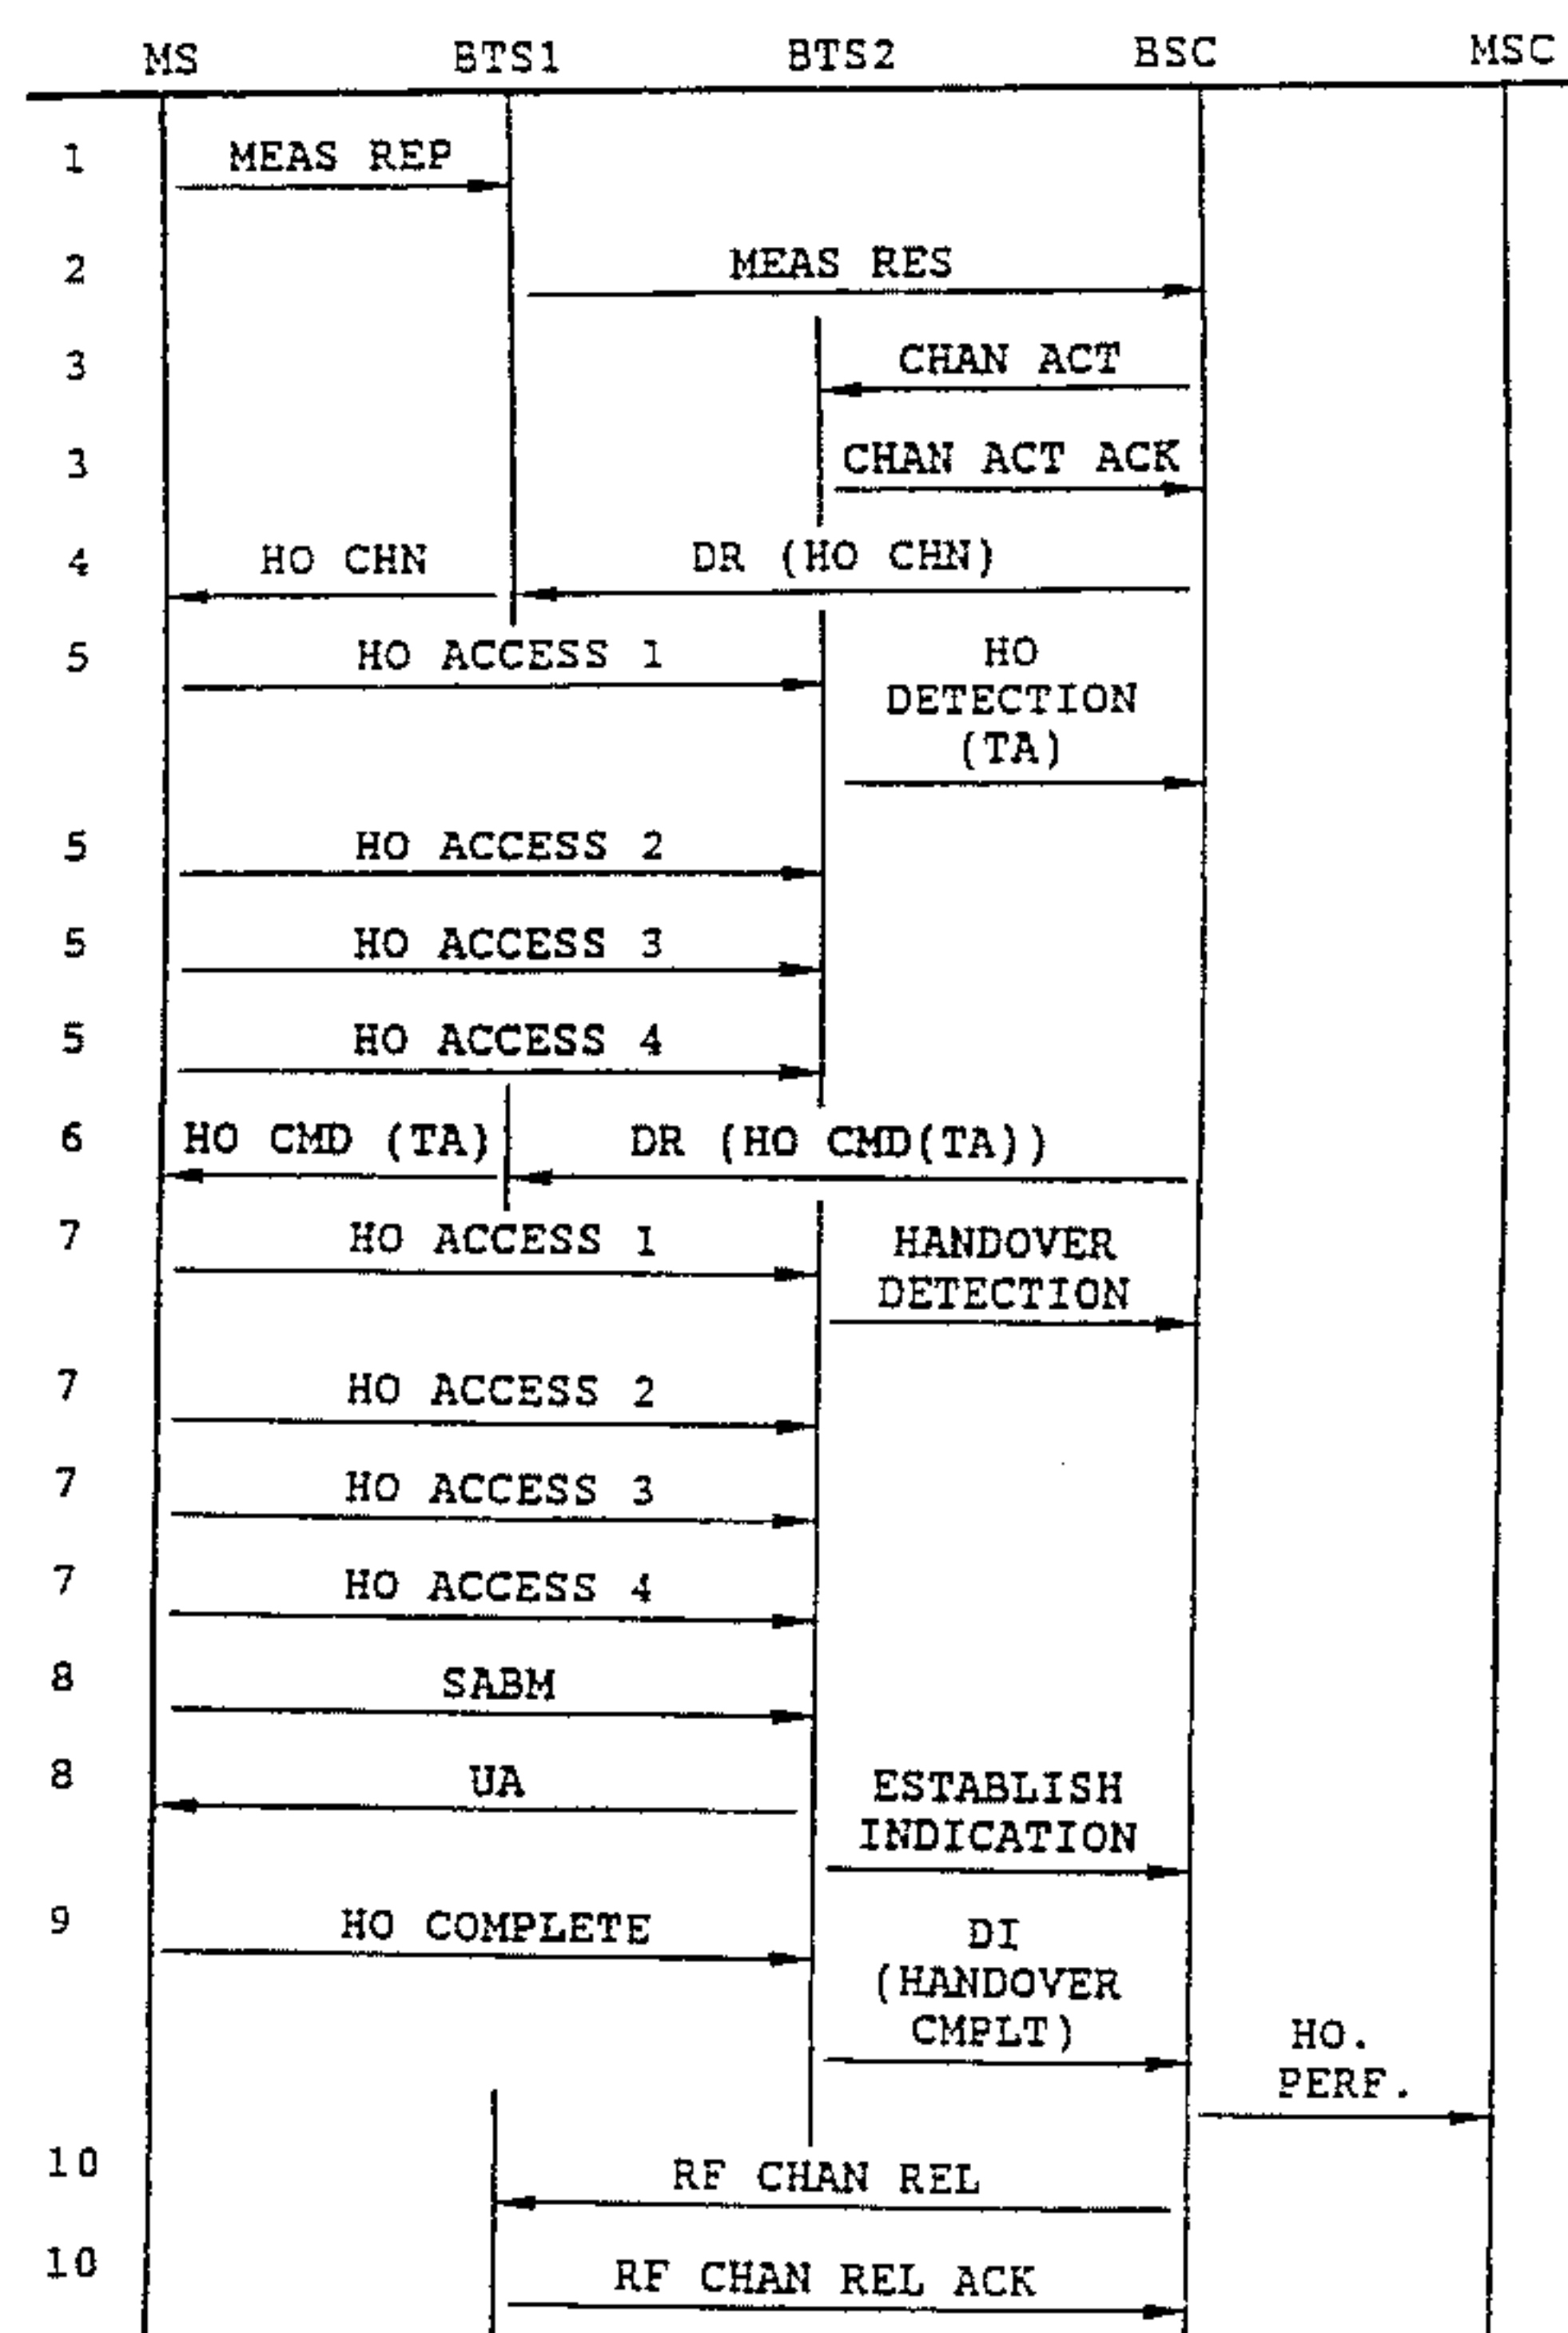 MS BTS1 BTS2 BSC MSC
1 MEAS REP
2 MEAS RES
3 CHAN ACT
3 CHAN ACT ACK
4 HO CHN DR (HO CHN)
5 HO ACCESS 1 HO
DETECTION
(TA)
5 HO ACCESS 2
5 HO ACCESS 3
5 HO ACCESS 4
6 HO CMD (TA) DR (HO CMD(TA))
7 HO ACCESS 1 HANDOVER
DETECTION
7 HO ACCESS 2
7 HO ACCESS 3
7 HO ACCESS 4
8 SABM
8 UA ESTABLISH
INDICATION
9 HO COMPLETE DI
(HANDOVER
CMPLT)
HO.
PERF.
10 RF CHAN REL
10 RF CHAN REL ACK